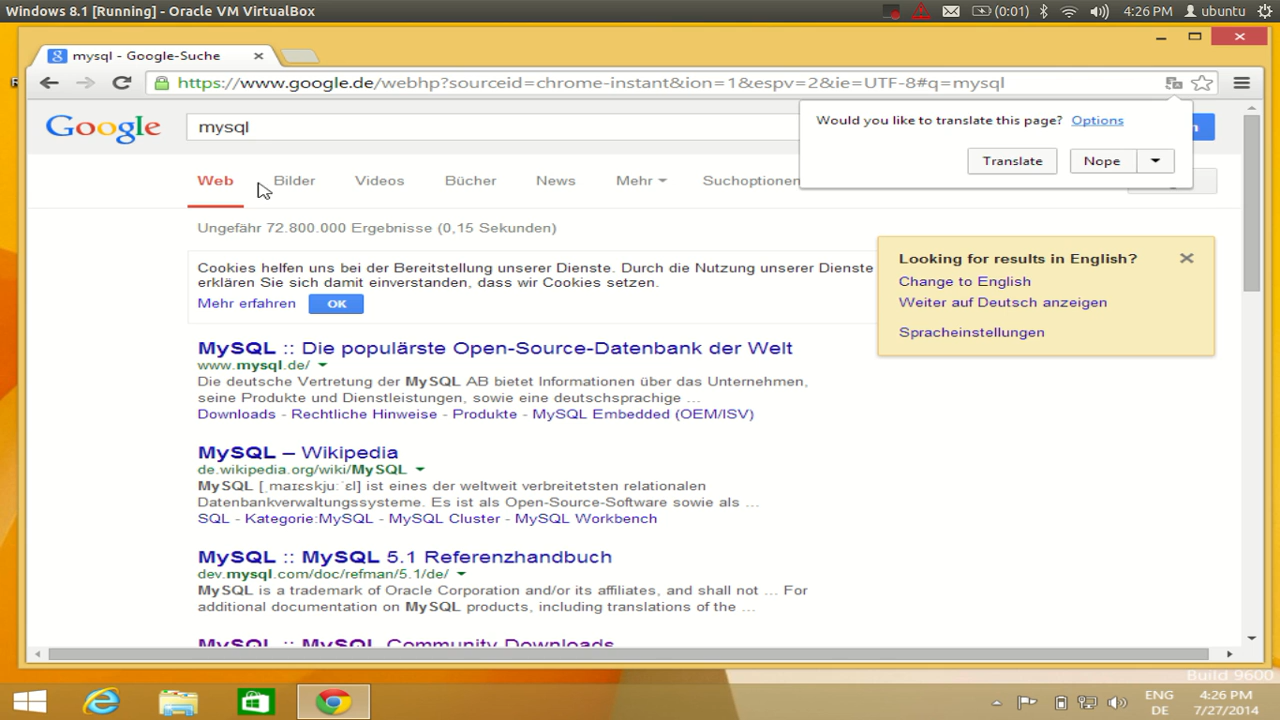 Windows 8.1 [Running] - Oracle VM VirtualBox
(0:01)
4:26 PM
ubuntu
mysql - Google-Suche
https://www.google.de/webhp?sourceid=chrome-instant&ion=1&espv=2&ie=UTF-8#q=mysql
Would you like to translate this page? Options
Translate
Nope
Google
mysql
Web
Bilder
Videos
Bücher
News
Mehr
Suchoptionen
Ungefähr 72.800.000 Ergebnisse (0,15 Sekunden)
Cookies helfen uns bei der Bereitstellung unserer Dienste. Durch die Nutzung unserer Dienste
erklären Sie sich damit einverstanden, dass wir Cookies setzen.
Mehr erfahren
OK
Looking for results in English?
Change to English
Weiter auf Deutsch anzeigen
Spracheinstellungen
MySQL :: Die populärste Open-Source-Datenbank der Welt
www.mysql.de/
Die deutsche Vertretung der MySQL AB bietet Informationen über das Unternehmen,
seine Produkte und Dienstleistungen, sowie eine deutschsprachige ...
Downloads - Rechtliche Hinweise - Produkte - MySQL Embedded (OEM/ISV)
MySQL – Wikipedia
de.wikipedia.org/wiki/MySQL
MySQL [ˌmaɪɛskjuːˈɛl] ist eines der weltweit verbreitetsten relationalen
Datenbankverwaltungssysteme. Es ist als Open-Source-Software sowie als ...
SQL - Kategorie:MySQL - MySQL Cluster - MySQL Workbench
MySQL :: MySQL 5.1 Referenzhandbuch
dev.mysql.com/doc/refman/5.1/de/
MySQL is a trademark of Oracle Corporation and/or its affiliates, and shall not ... For
additional documentation on MySQL products, including translations of the ...
MySQL :: MySQL Community Downloads
Build 9600
ENG
DE
4:26 PM
7/27/2014